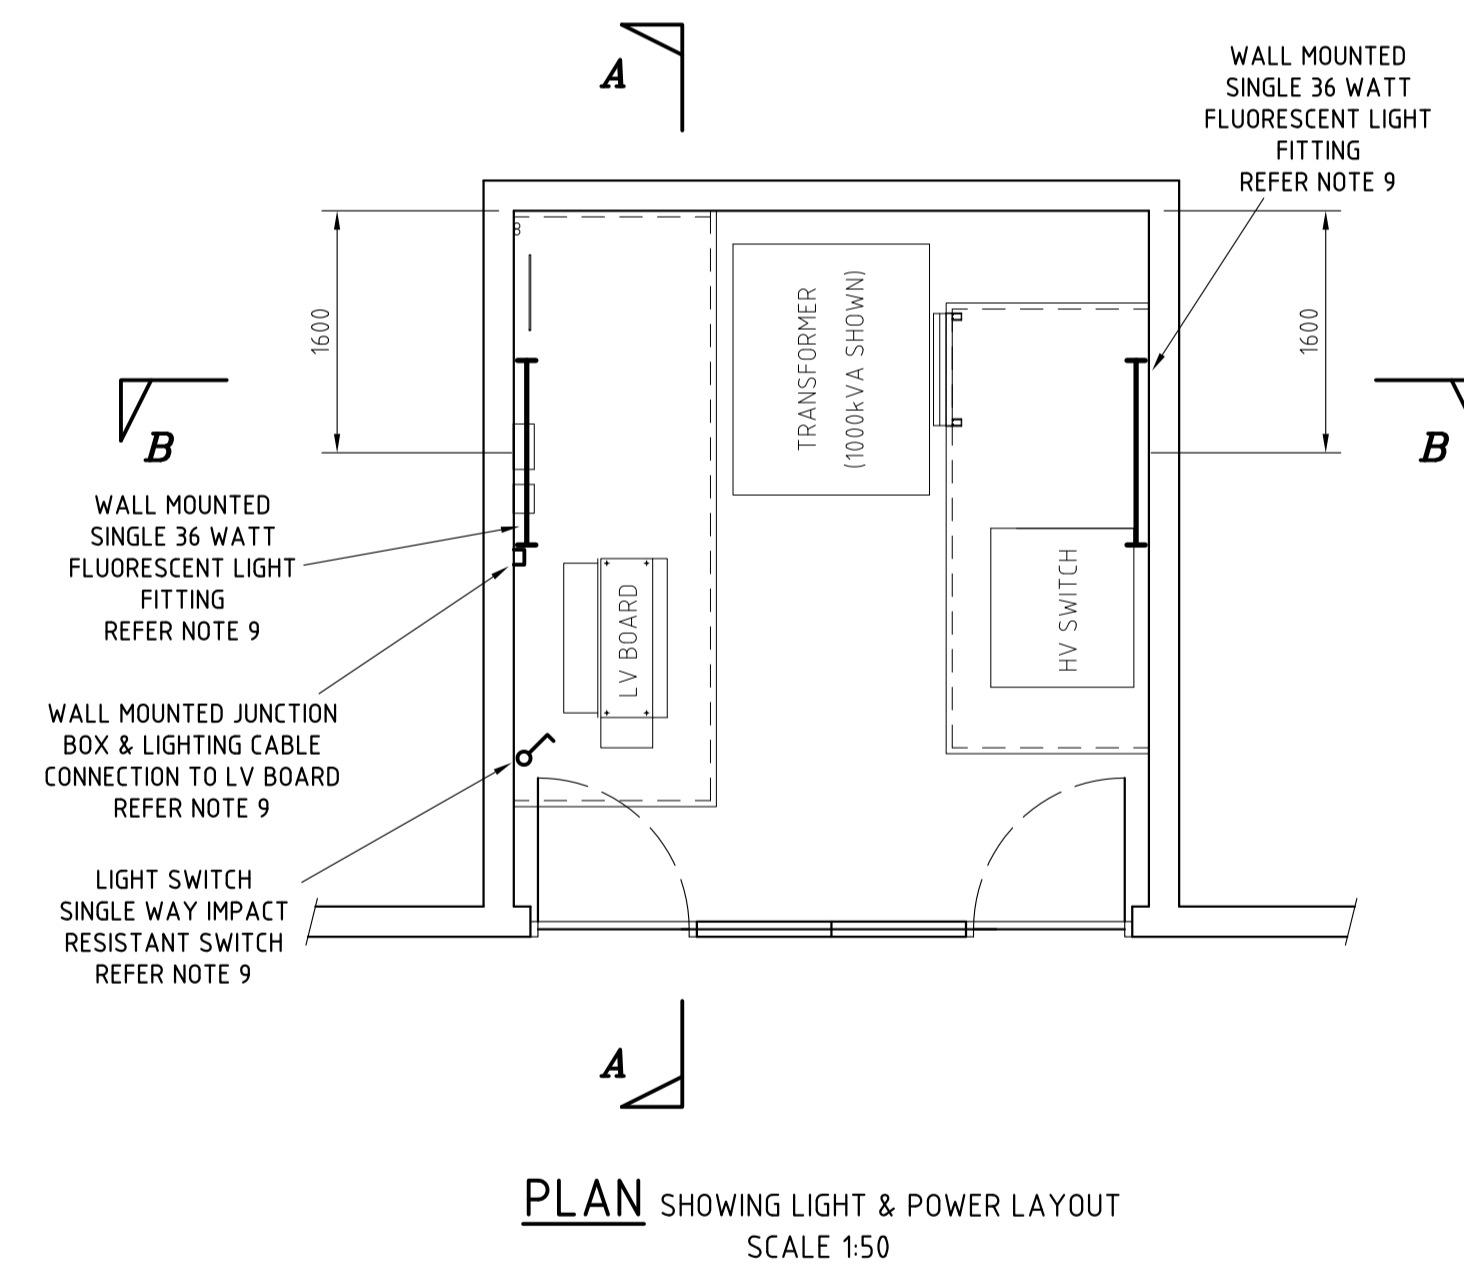 A
WALL MOUNTED
SINGLE 36 WATT
FLUORESCENT LIGHT
FITTING
REFER NOTE 9
1600
TRANSFORMER
(1000kVA SHOWN)
1600
B
B
WALL MOUNTED
SINGLE 36 WATT
FLUORESCENT LIGHT
FITTING
REFER NOTE 9
LV BOARD
HV SWITCH
WALL MOUNTED JUNCTION
BOX & LIGHTING CABLE
CONNECTION TO LV BOARD
REFER NOTE 9
LIGHT SWITCH
SINGLE WAY IMPACT
RESISTANT SWITCH
REFER NOTE 9
A
PLAN SHOWING LIGHT & POWER LAYOUT
SCALE 1:50